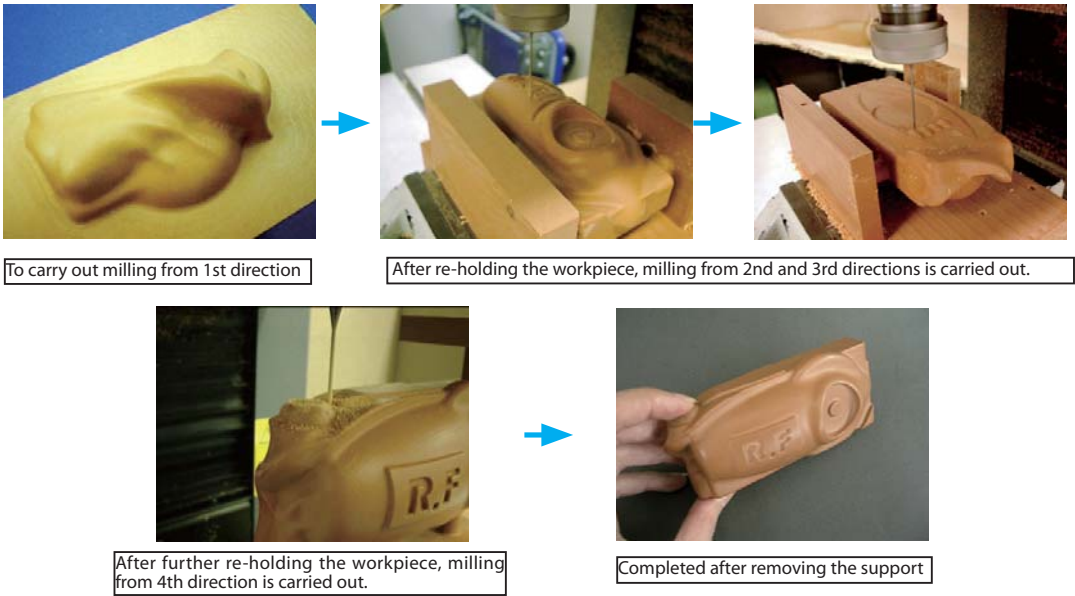 To carry out milling from 1st direction
After re-holding the workpiece, milling from 2nd and 3rd directions is carried out.
R.F
After further re-holding the workpiece, milling
from 4th direction is carried out.
R.F
Completed after removing the support